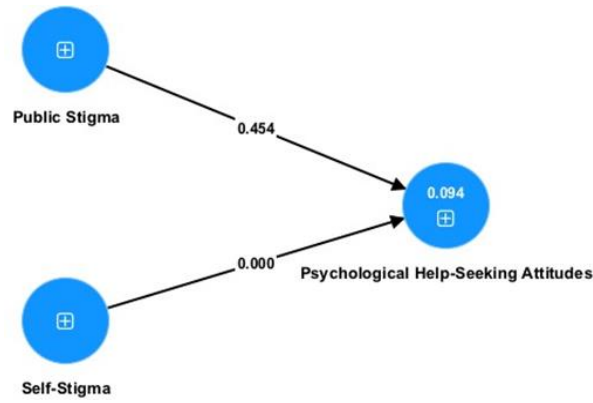 Public Stigma
0.454
0.094
Psychological Help-Seeking Attitudes
0.000
Self-Stigma